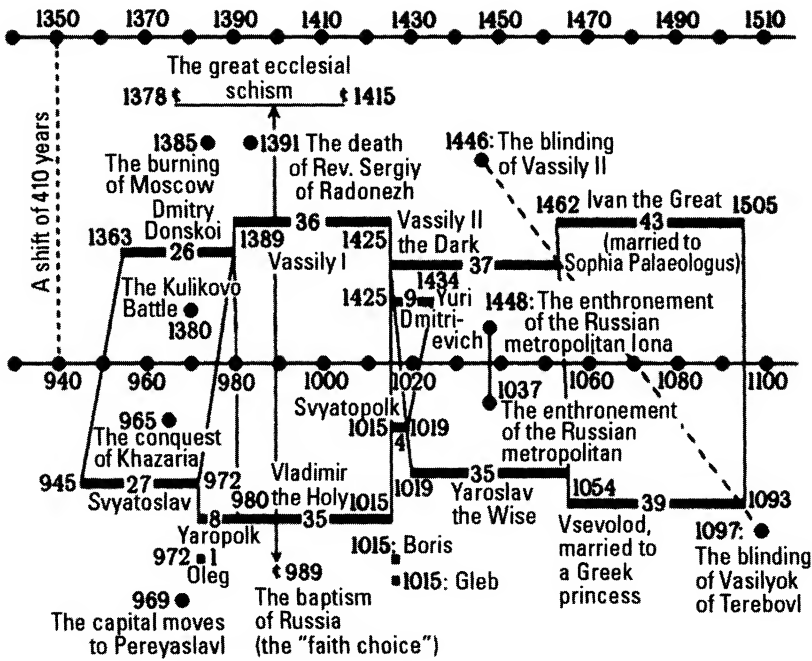 1350 1370 1390 1410 1430 1450 1470 1490 1510
The great ecclesial
schism
1378 1415
A shift of 410 years
1385
The burning
of Moscow
1391 The death
of Rev. Sergiy
of Radonezh
1446: The blinding
of Vassily II
Dmitry
Donskoi
1363 26
1389 36 1425
Vassily I
Vassily II
the Dark
37
1462 Ivan the Great 1505
43
(married to
Sophia Palaeologus)
The Kulikovo
Battle
1380
1425 9 1434
Yuri
Dmitri-
evich
1448: The enthronement
of the Russian
metropolitan Iona
940 960 980 1000 1020 1060 1080 1100
965
The conquest
of Khazaria
Svyatopolk
1015 4 1019
1037
The enthronement
of the Russian
metropolitan
945 27 972
Svyatoslav
Vladimir
the Holy
980 35 1015
1019 35 1054
Yaroslav
the Wise
39 1093
Vsevolod,
married to
a Greek
princess
8
Yaropolk
972 1
Oleg
1015: Boris
1015: Gleb
969
The capital moves
to Pereyaslavl
989
The baptism
of Russia
(the "faith choice")
1097:
The blinding
of Vasilyok
of Terebovl